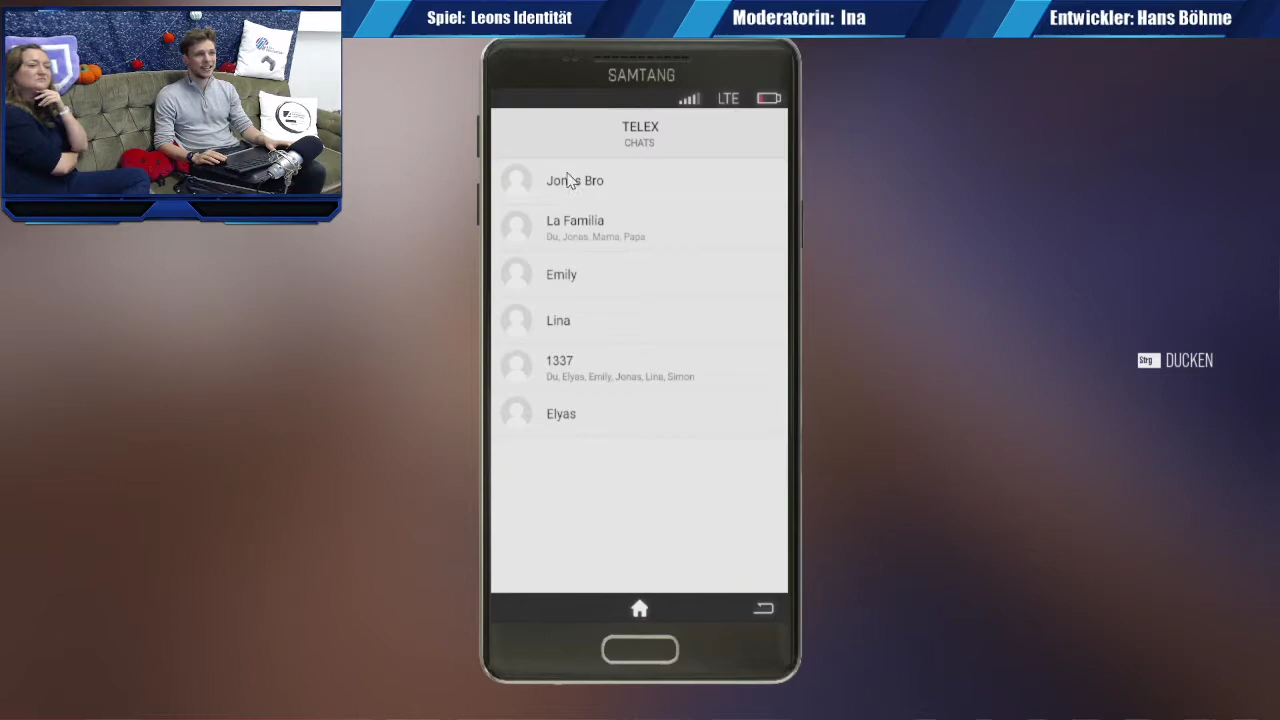 Spiel: Leons Identität
Moderatorin: Ina
Entwickler: Hans Böhme
SAMTANG
LTE
TELEX
CHATS
Jonas Bro
La Familia
Du, Jonas, Mama, Papa
Emily
Lina
1337
Du, Elyas, Emily, Jonas, Lina, Simon
Elyas
Strg DUCKEN